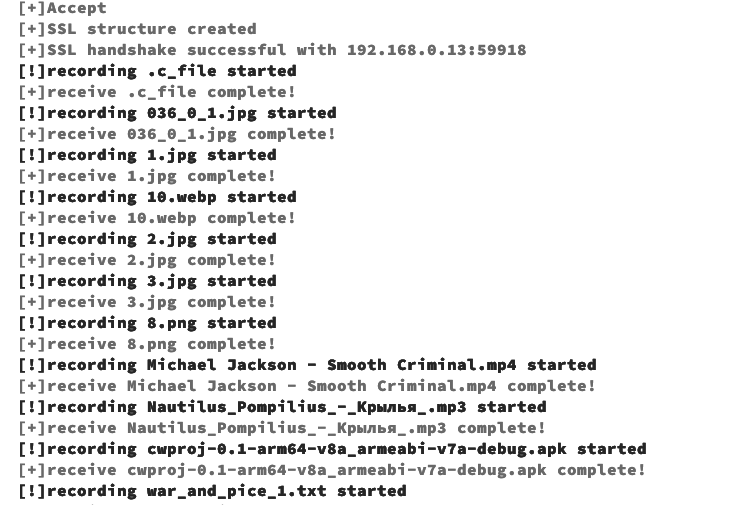 [+]Accept
[+]SSL structure created
[+]SSL handshake successful with 192.168.0.13:59918
[!]recording .c_file started
[+]receive .c_file complete!
[!]recording 036_0_1.jpg started
[+]receive 036_0_1.jpg complete!
[!]recording 1.jpg started
[+]receive 1.jpg complete!
[!]recording 10.webp started
[+]receive 10.webp complete!
[!]recording 2.jpg started
[+]receive 2.jpg complete!
[!]recording 3.jpg started
[+]receive 3.jpg complete!
[!]recording 8.png started
[+]receive 8.png complete!
[!]recording Michael Jackson - Smooth Criminal.mp4 started
[+]receive Michael Jackson - Smooth Criminal.mp4 complete!
[!]recording Nautilus_Pompilius_-_Крылья_.mp3 started
[+]receive Nautilus_Pompilius_-_Крылья_.mp3 complete!
[!]recording cwproj-0.1-arm64-v8a_armeabi-v7a-debug.apk started
[+]receive cwproj-0.1-arm64-v8a_armeabi-v7a-debug.apk complete!
[!]recording war_and_pice_1.txt started